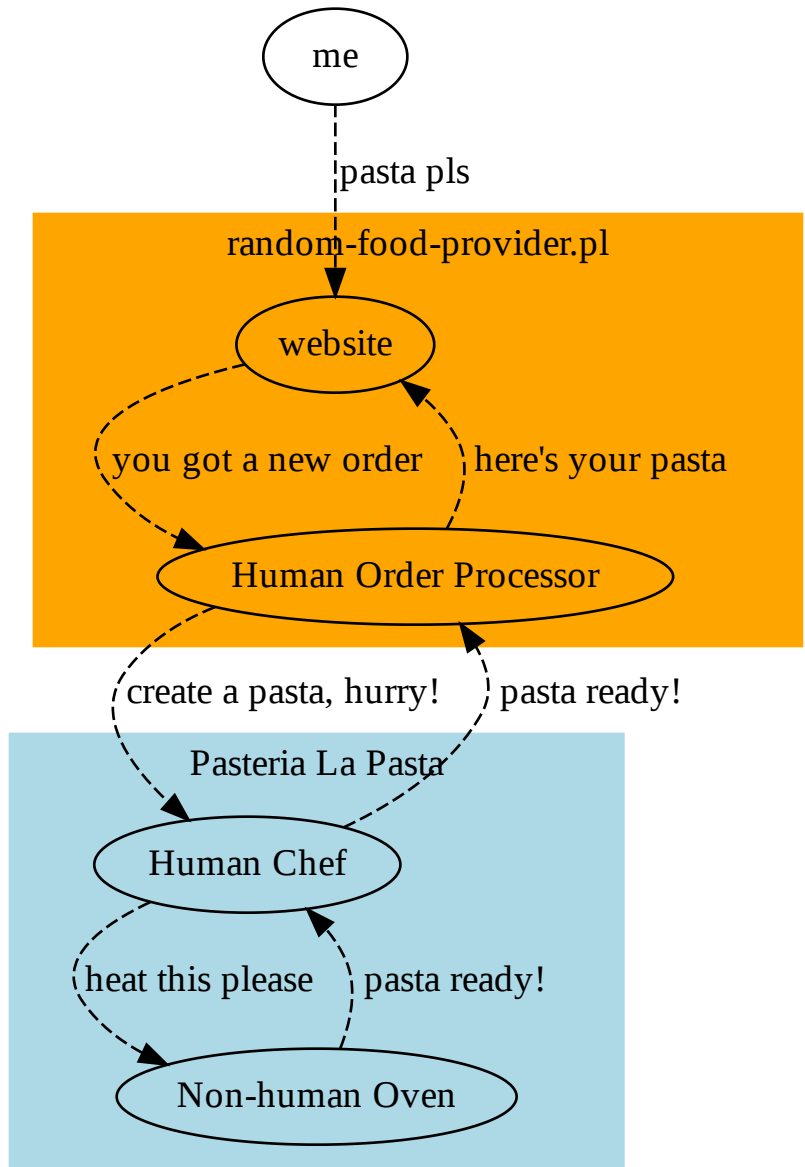 me
pasta pls
random-food-provider.pl
website
you got a new order
here's your pasta
Human Order Processor
create a pasta, hurry!
pasta ready!
Pasteria La Pasta
Human Chef
heat this please
pasta ready!
Non-human Oven